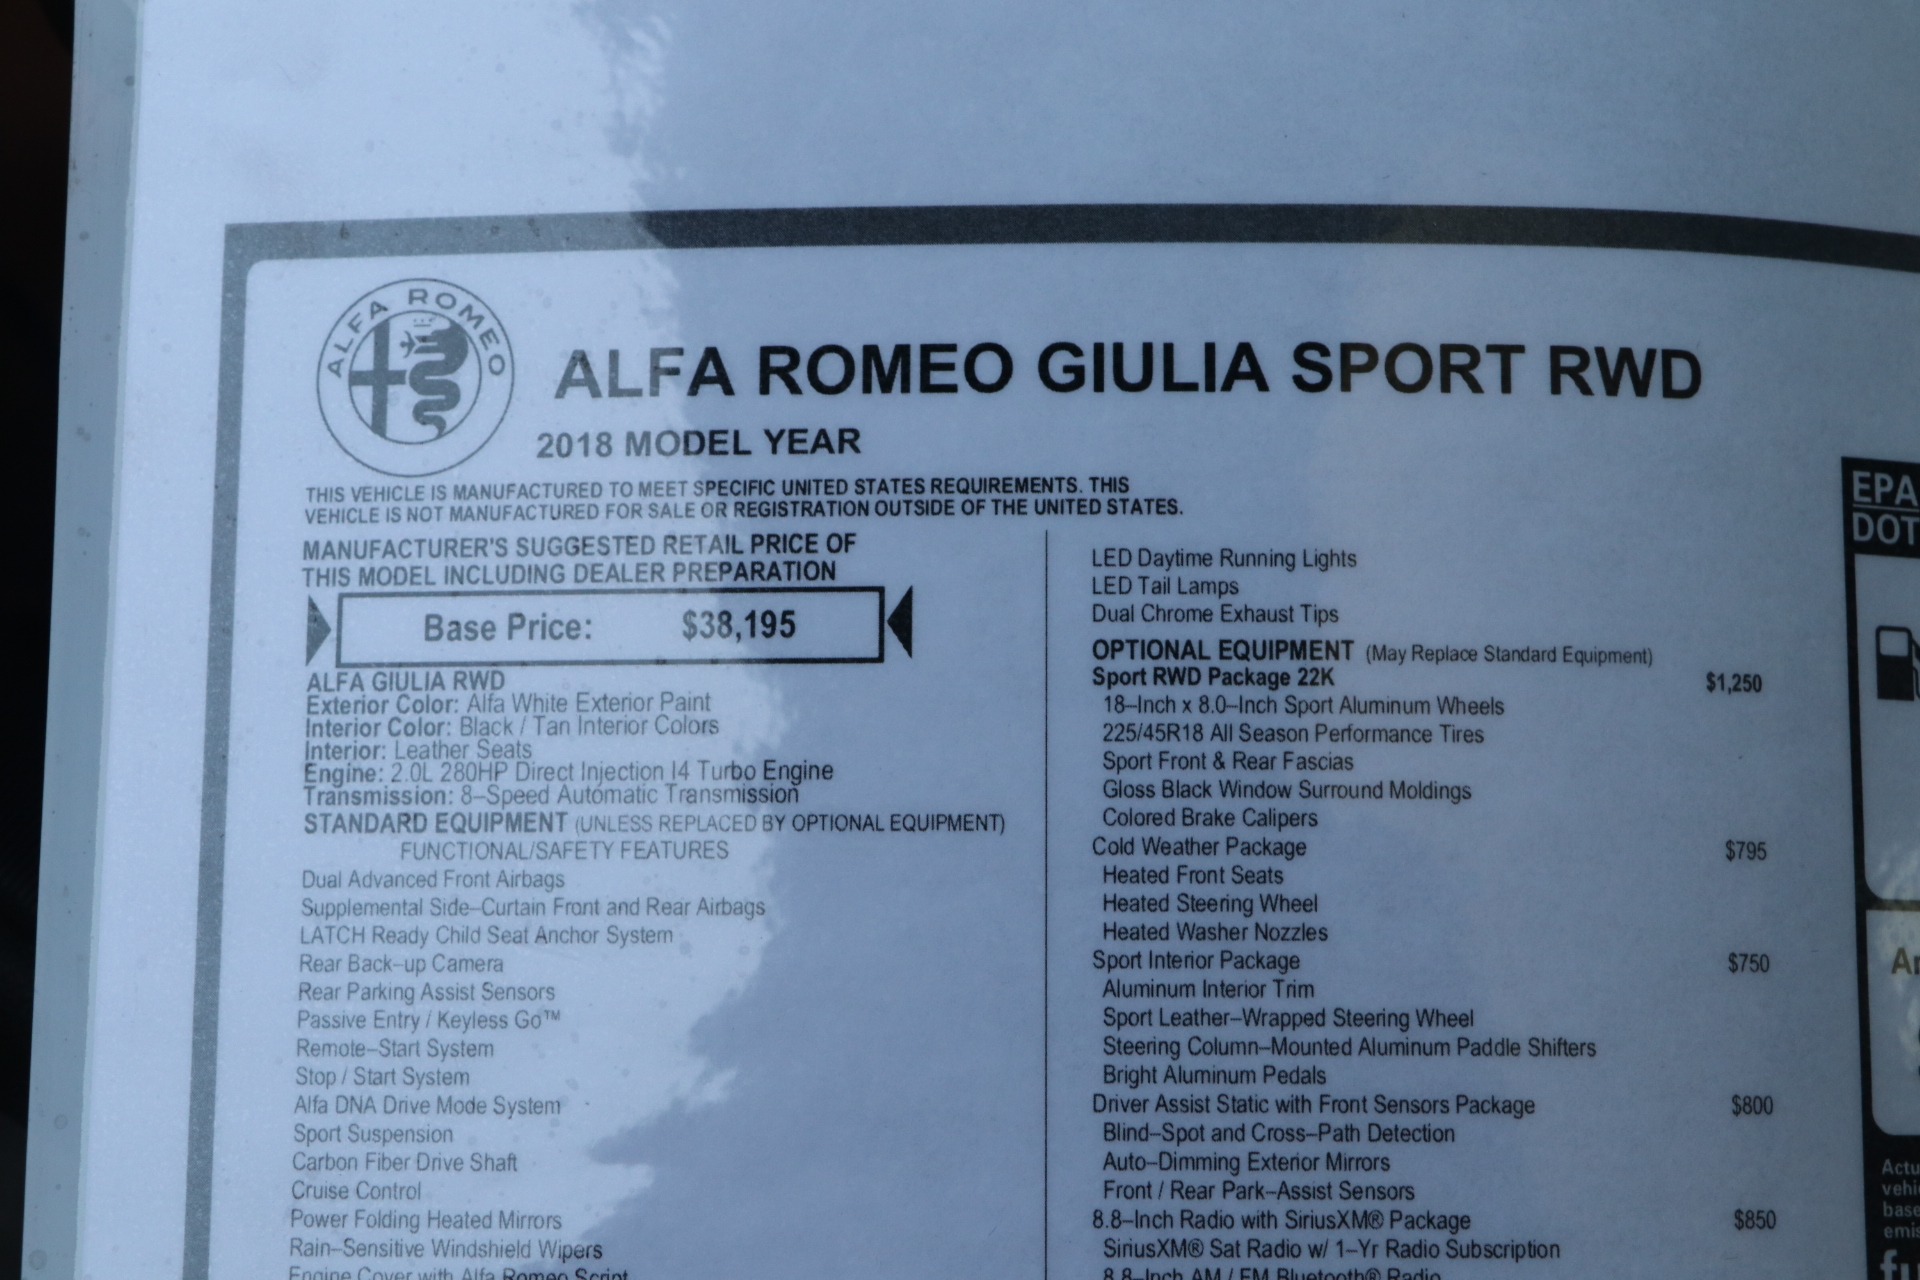 ALFA ROMEO
ALFA ROMEO GIULIA SPORT RWD
2018 MODEL YEAR
THIS VEHICLE IS MANUFACTURED TO MEET SPECIFIC UNITED STATES REQUIREMENTS. THIS
VEHICLE IS NOT MANUFACTURED FOR SALE OR REGISTRATION OUTSIDE OF THE UNITED STATES.
MANUFACTURER'S SUGGESTED RETAIL PRICE OF
THIS MODEL INCLUDING DEALER PREPARATION
Base Price: $38,195
ALFA GIULIA RWD
Exterior Color: Alfa White Exterior Paint
Interior Color: Black / Tan Interior Colors
Interior: Leather Seats
Engine: 2.0L 280HP Direct Injection I4 Turbo Engine
Transmission: 8–Speed Automatic Transmission
STANDARD EQUIPMENT (UNLESS REPLACED BY OPTIONAL EQUIPMENT)
FUNCTIONAL/SAFETY FEATURES
Dual Advanced Front Airbags
Supplemental Side–Curtain Front and Rear Airbags
LATCH Ready Child Seat Anchor System
Rear Back–up Camera
Rear Parking Assist Sensors
Passive Entry / Keyless Go™
Remote–Start System
Stop / Start System
Alfa DNA Drive Mode System
Sport Suspension
Carbon Fiber Drive Shaft
Cruise Control
Power Folding Heated Mirrors
Rain–Sensitive Windshield Wipers
Engine Cover with Alfa Romeo Script
LED Daytime Running Lights
LED Tail Lamps
Dual Chrome Exhaust Tips
OPTIONAL EQUIPMENT (May Replace Standard Equipment)
Sport RWD Package 22K $1,250
18–Inch x 8.0–Inch Sport Aluminum Wheels
225/45R18 All Season Performance Tires
Sport Front & Rear Fascias
Gloss Black Window Surround Moldings
Colored Brake Calipers
Cold Weather Package $795
Heated Front Seats
Heated Steering Wheel
Heated Washer Nozzles
Sport Interior Package $750
Aluminum Interior Trim
Sport Leather–Wrapped Steering Wheel
Steering Column–Mounted Aluminum Paddle Shifters
Bright Aluminum Pedals
Driver Assist Static with Front Sensors Package $800
Blind–Spot and Cross–Path Detection
Auto–Dimming Exterior Mirrors
Front / Rear Park–Assist Sensors
8.8–Inch Radio with SiriusXM® Package $850
SiriusXM® Sat Radio w/ 1–Yr Radio Subscription
8.8–Inch AM / FM Bluetooth® Radio
EPA
DOT